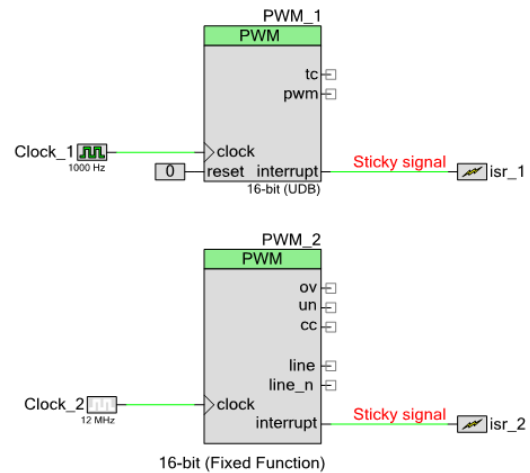 PWM_1
PWM
tc
pwm
Clock_1
1000 Hz
clock
0
reset
interrupt
Sticky signal
isr_1
16-bit (UDB)
PWM_2
PWM
ov
un
cc
line
line_n
Clock_2
12 MHz
clock
interrupt
Sticky signal
isr_2
16-bit (Fixed Function)